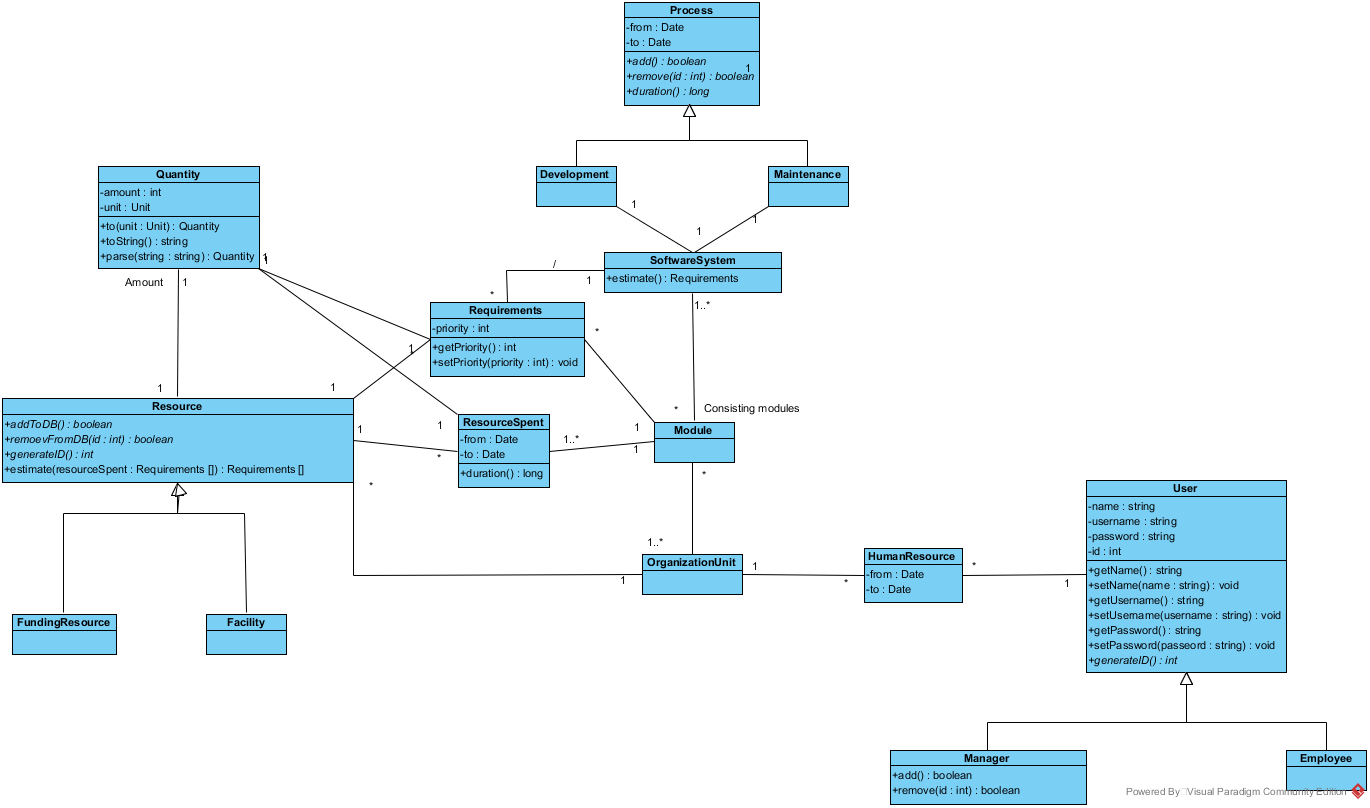 Process
-from : Date
-to : Date
+add() : boolean
1
+remove(id : int) : boolean
+duration() : long
Quantity
-amount : int
-unit : Unit
+to(unit : Unit) : Quantity
+toString() : string
+parse(string : string) : Quantity
1
1
Development
Maintenance
1
1
1
SoftwareSystem
+estimate() : Requirements
/
1
*
1..*
Amount
1
Requirements
-priority : int
+getPriority() : int
+setPriority(priority : int) : void
*
1
1
1
Resource
+addToDB() : boolean
+remoevFromDB(id : int) : boolean
+generateID() : int
+estimate(resourceSpent : Requirements []) : Requirements []
1
*
*
1
ResourceSpent
-from : Date
-to : Date
+duration() : long
1..*
*
Consisting modules
1
1
Module
*
1..*
OrganizationUnit
1
1
*
HumanResource
-from : Date
-to : Date
*
1
User
-name : string
-username : string
-password : string
-id : int
+getName() : string
+setName(name : string) : void
+getUsername() : string
+setUsername(username : string) : void
+getPassword() : string
+setPassword(passeord : string) : void
+generateID() : int
FundingResource
Facility
Manager
+add() : boolean
+remove(id : int) : boolean
Employee
Powered By Visual Paradigm Community Edition